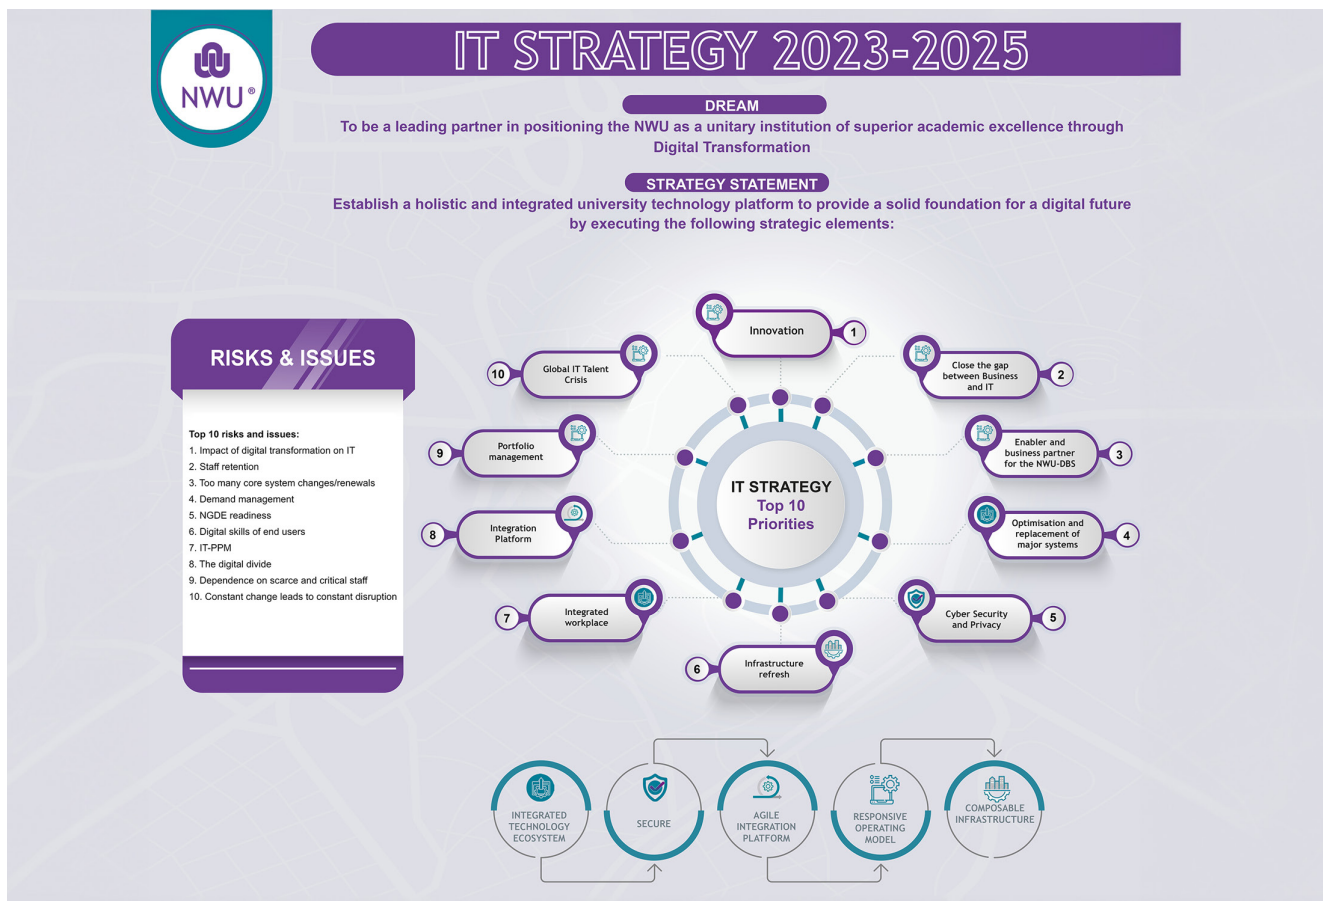 NWU®
IT STRATEGY 2023-2025
DREAM
To be a leading partner in positioning the NWU as a unitary institution of superior academic excellence through
Digital Transformation
STRATEGY STATEMENT
Establish a holistic and integrated university technology platform to provide a solid foundation for a digital future
by executing the following strategic elements:
RISKS & ISSUES
Top 10 risks and issues:
1. Impact of digital transformation on IT
2. Staff retention
3. Too many core system changes/renewals
4. Demand management
5. NGDE readiness
6. Digital skills of end users
7. IT-PPM
8. The digital divide
9. Dependence on scarce and critical staff
10. Constant change leads to constant disruption
IT STRATEGY
Top 10
Priorities
Innovation
1
Close the gap
between Business
and IT
2
Enabler and
business partner
for the NWU-DBS
3
Optimisation and
replacement of
major systems
4
Cyber Security
and Privacy
5
6
Infrastructure
refresh
7
Integrated
workplace
8
Integration
Platform
9
Portfolio
management
10
Global IT Talent
Crisis
INTEGRATED
TECHNOLOGY
ECOSYSTEM
SECURE
AGILE
INTEGRATION
PLATFORM
RESPONSIVE
OPERATING
MODEL
COMPOSABLE
INFRASTRUCTURE